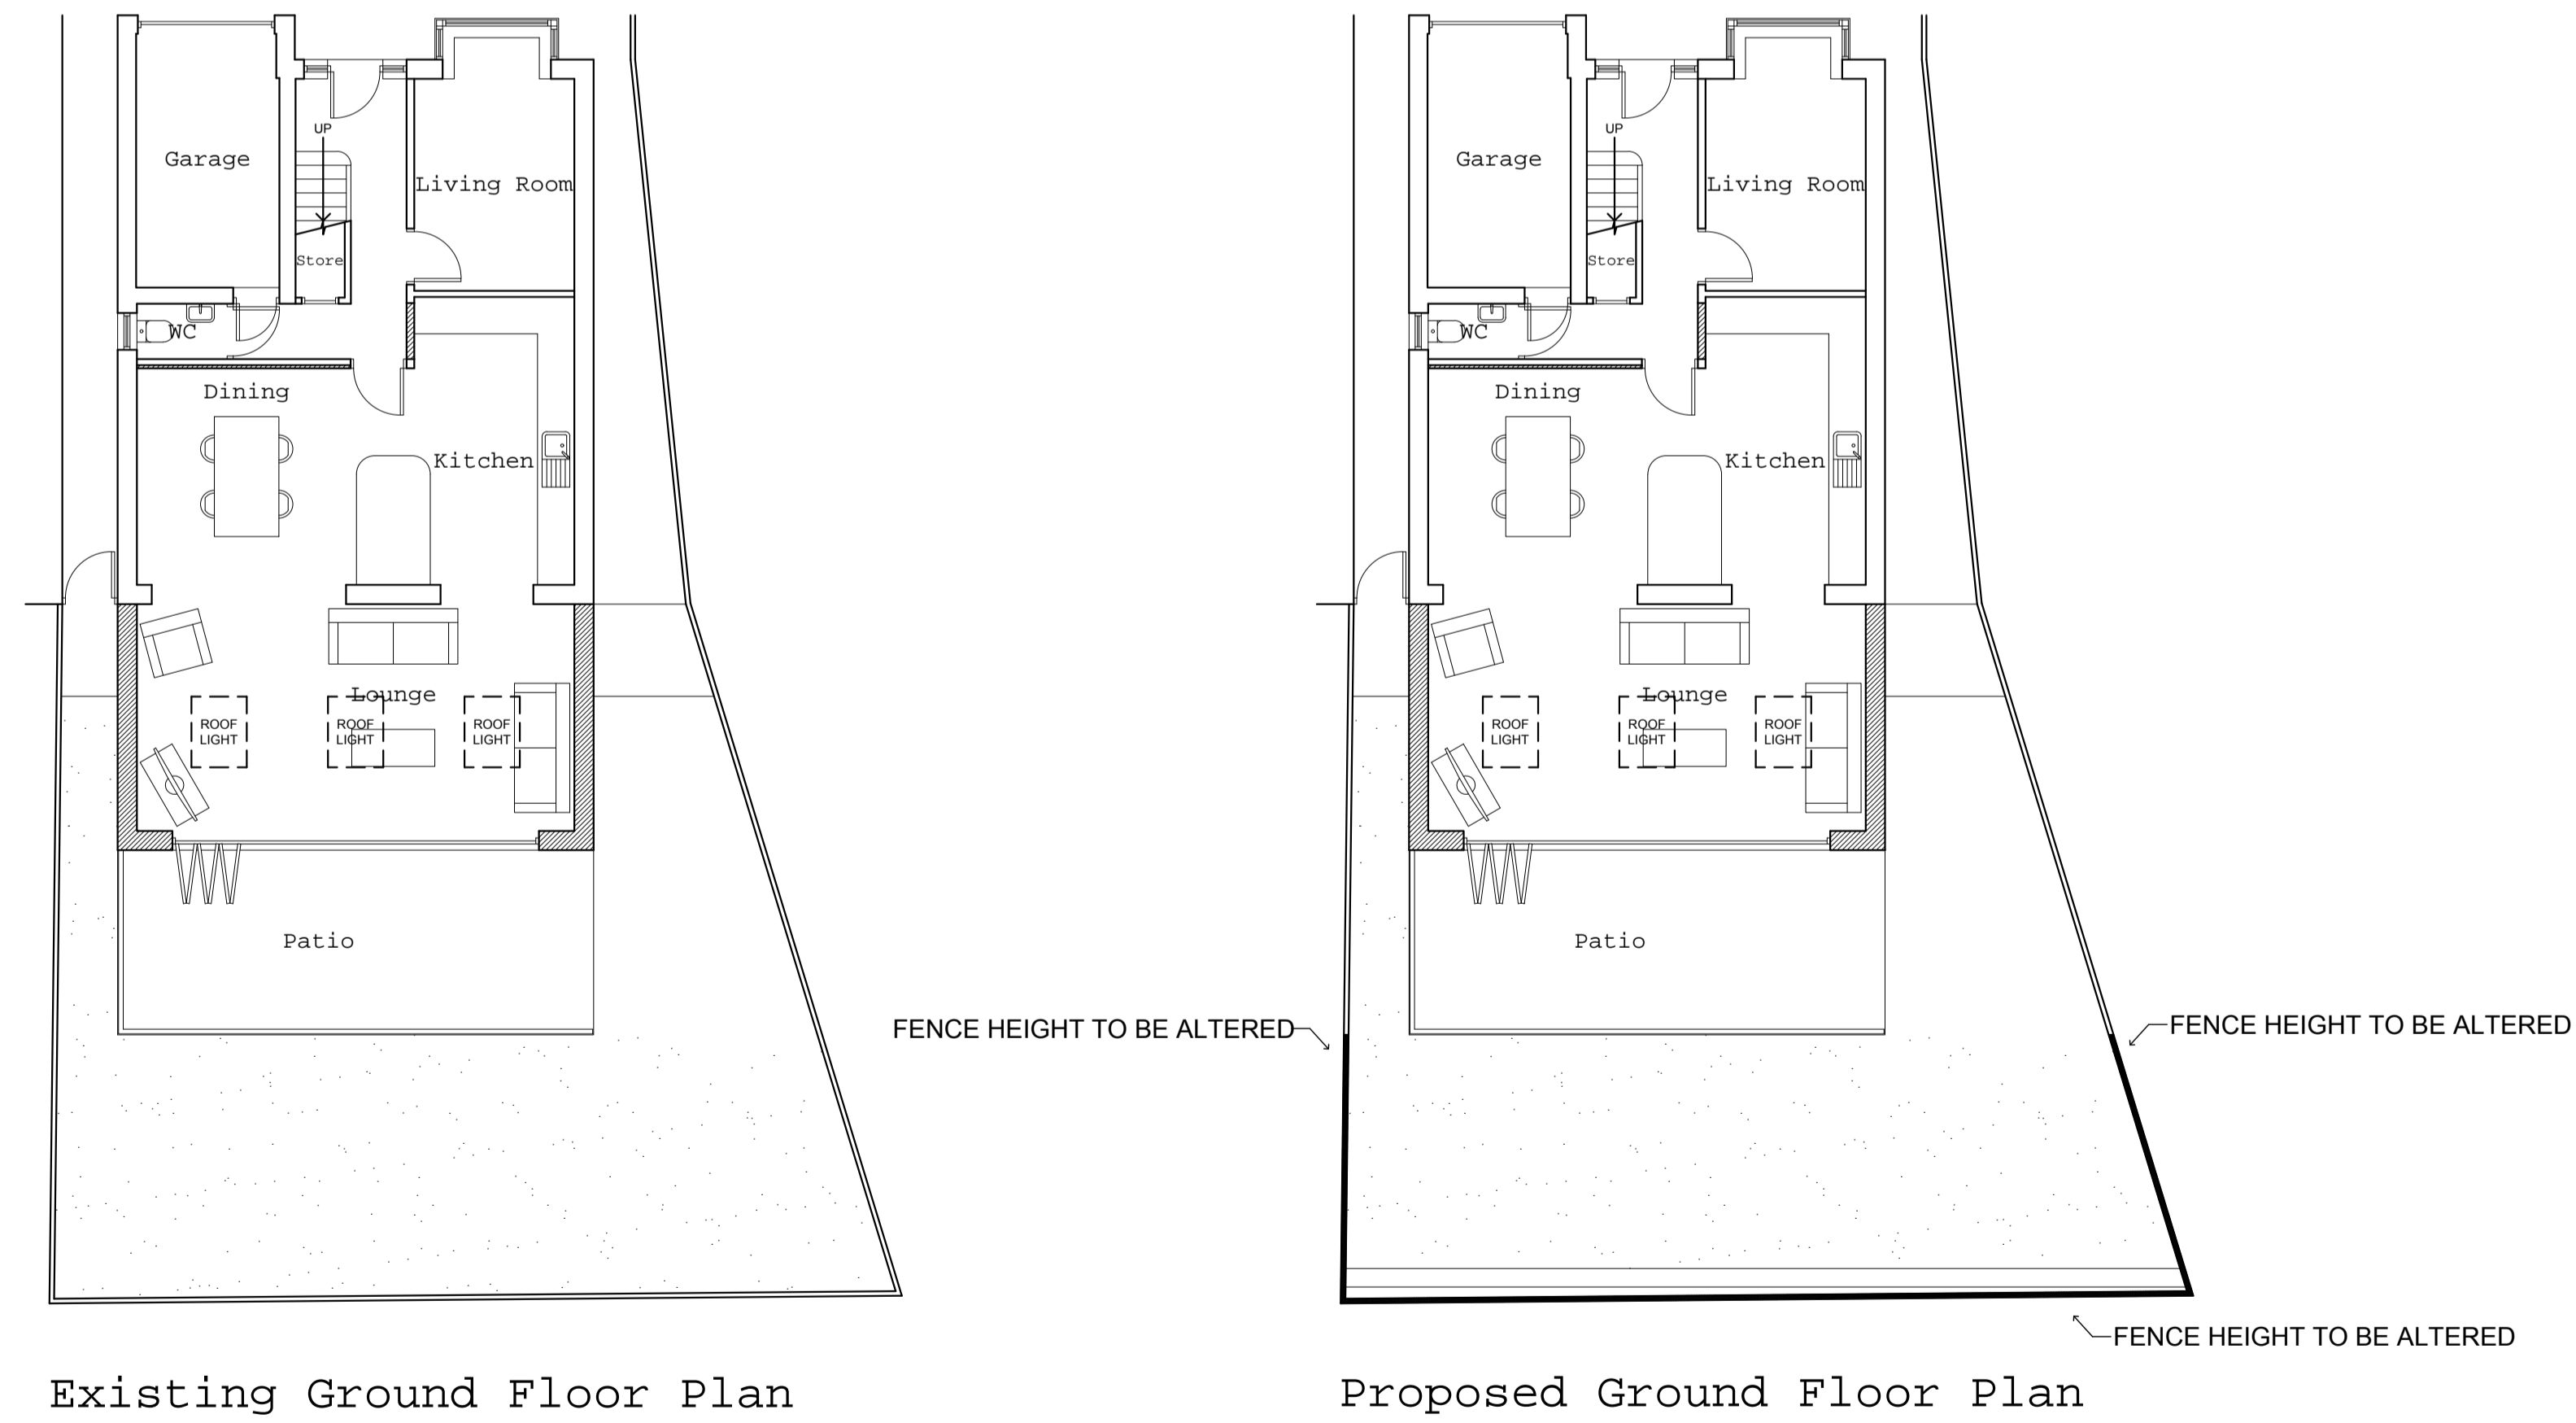 UP
Garage
Living Room
Store
WC
Dining
Kitchen
Lounge
ROOF
LIGHT
ROOF
LIGHT
ROOF
LIGHT
Patio
Existing Ground Floor Plan
UP
Garage
Living Room
Store
WC
Dining
Kitchen
Lounge
ROOF
LIGHT
ROOF
LIGHT
ROOF
LIGHT
Patio
FENCE HEIGHT TO BE ALTERED
FENCE HEIGHT TO BE ALTERED
FENCE HEIGHT TO BE ALTERED
Proposed Ground Floor Plan